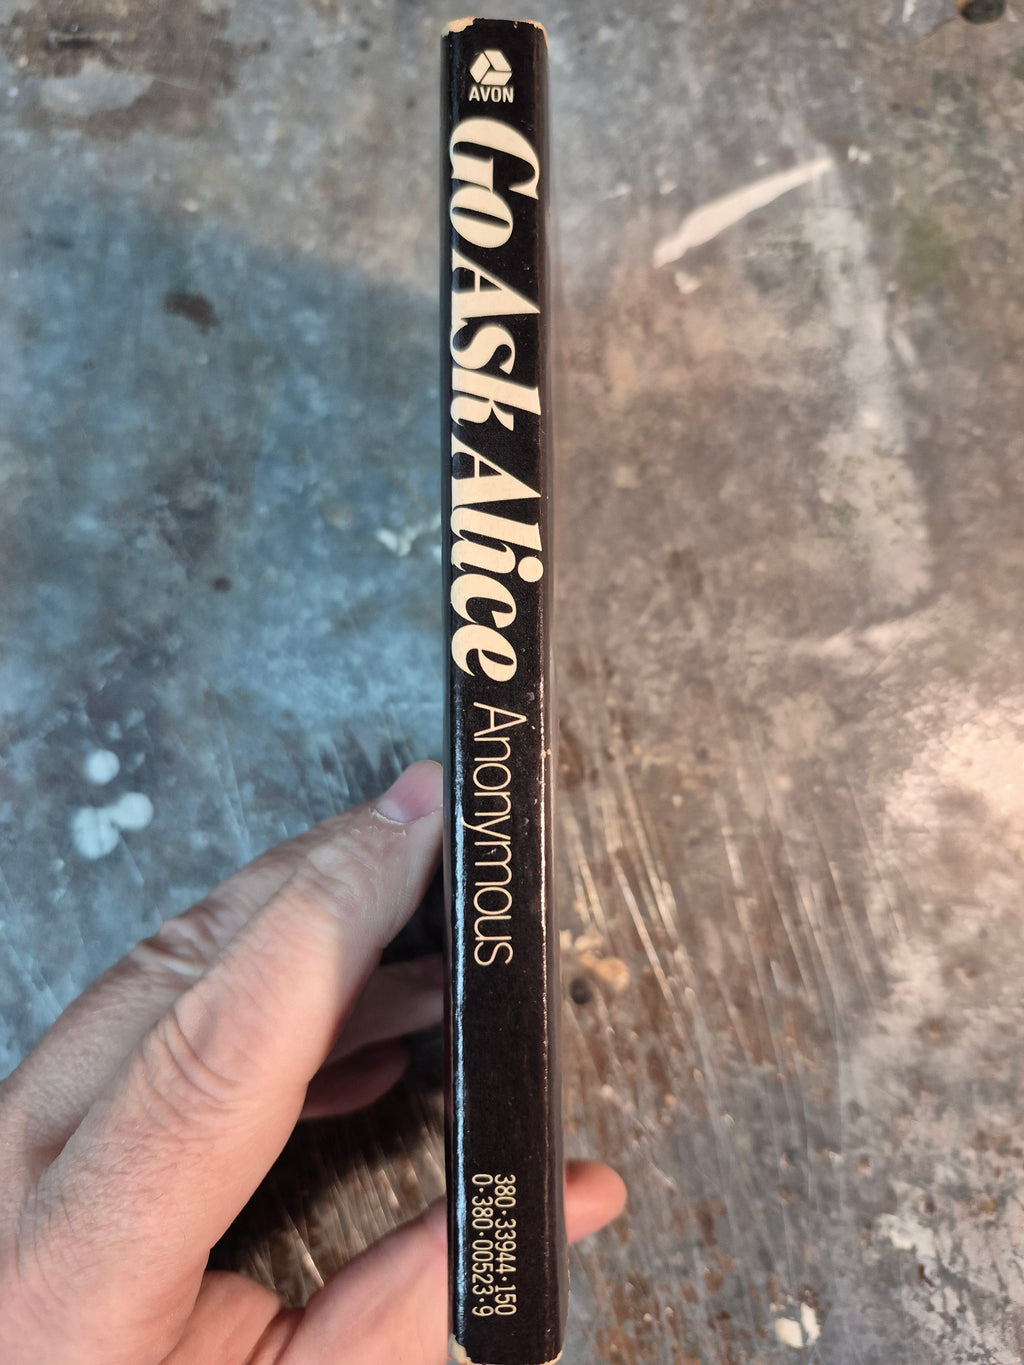 AVON
Go Ask Alice
Anonymous
380·33944·150
0·380·00523·9